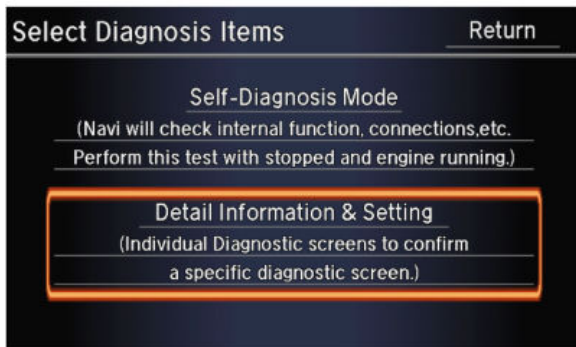 Select Diagnosis Items Return
Self-Diagnosis Mode
(Navi will check internal function, connections,etc.
Perform this test with stopped and engine running.)
Detail Information & Setting
(Individual Diagnostic screens to confirm
a specific diagnostic screen.)